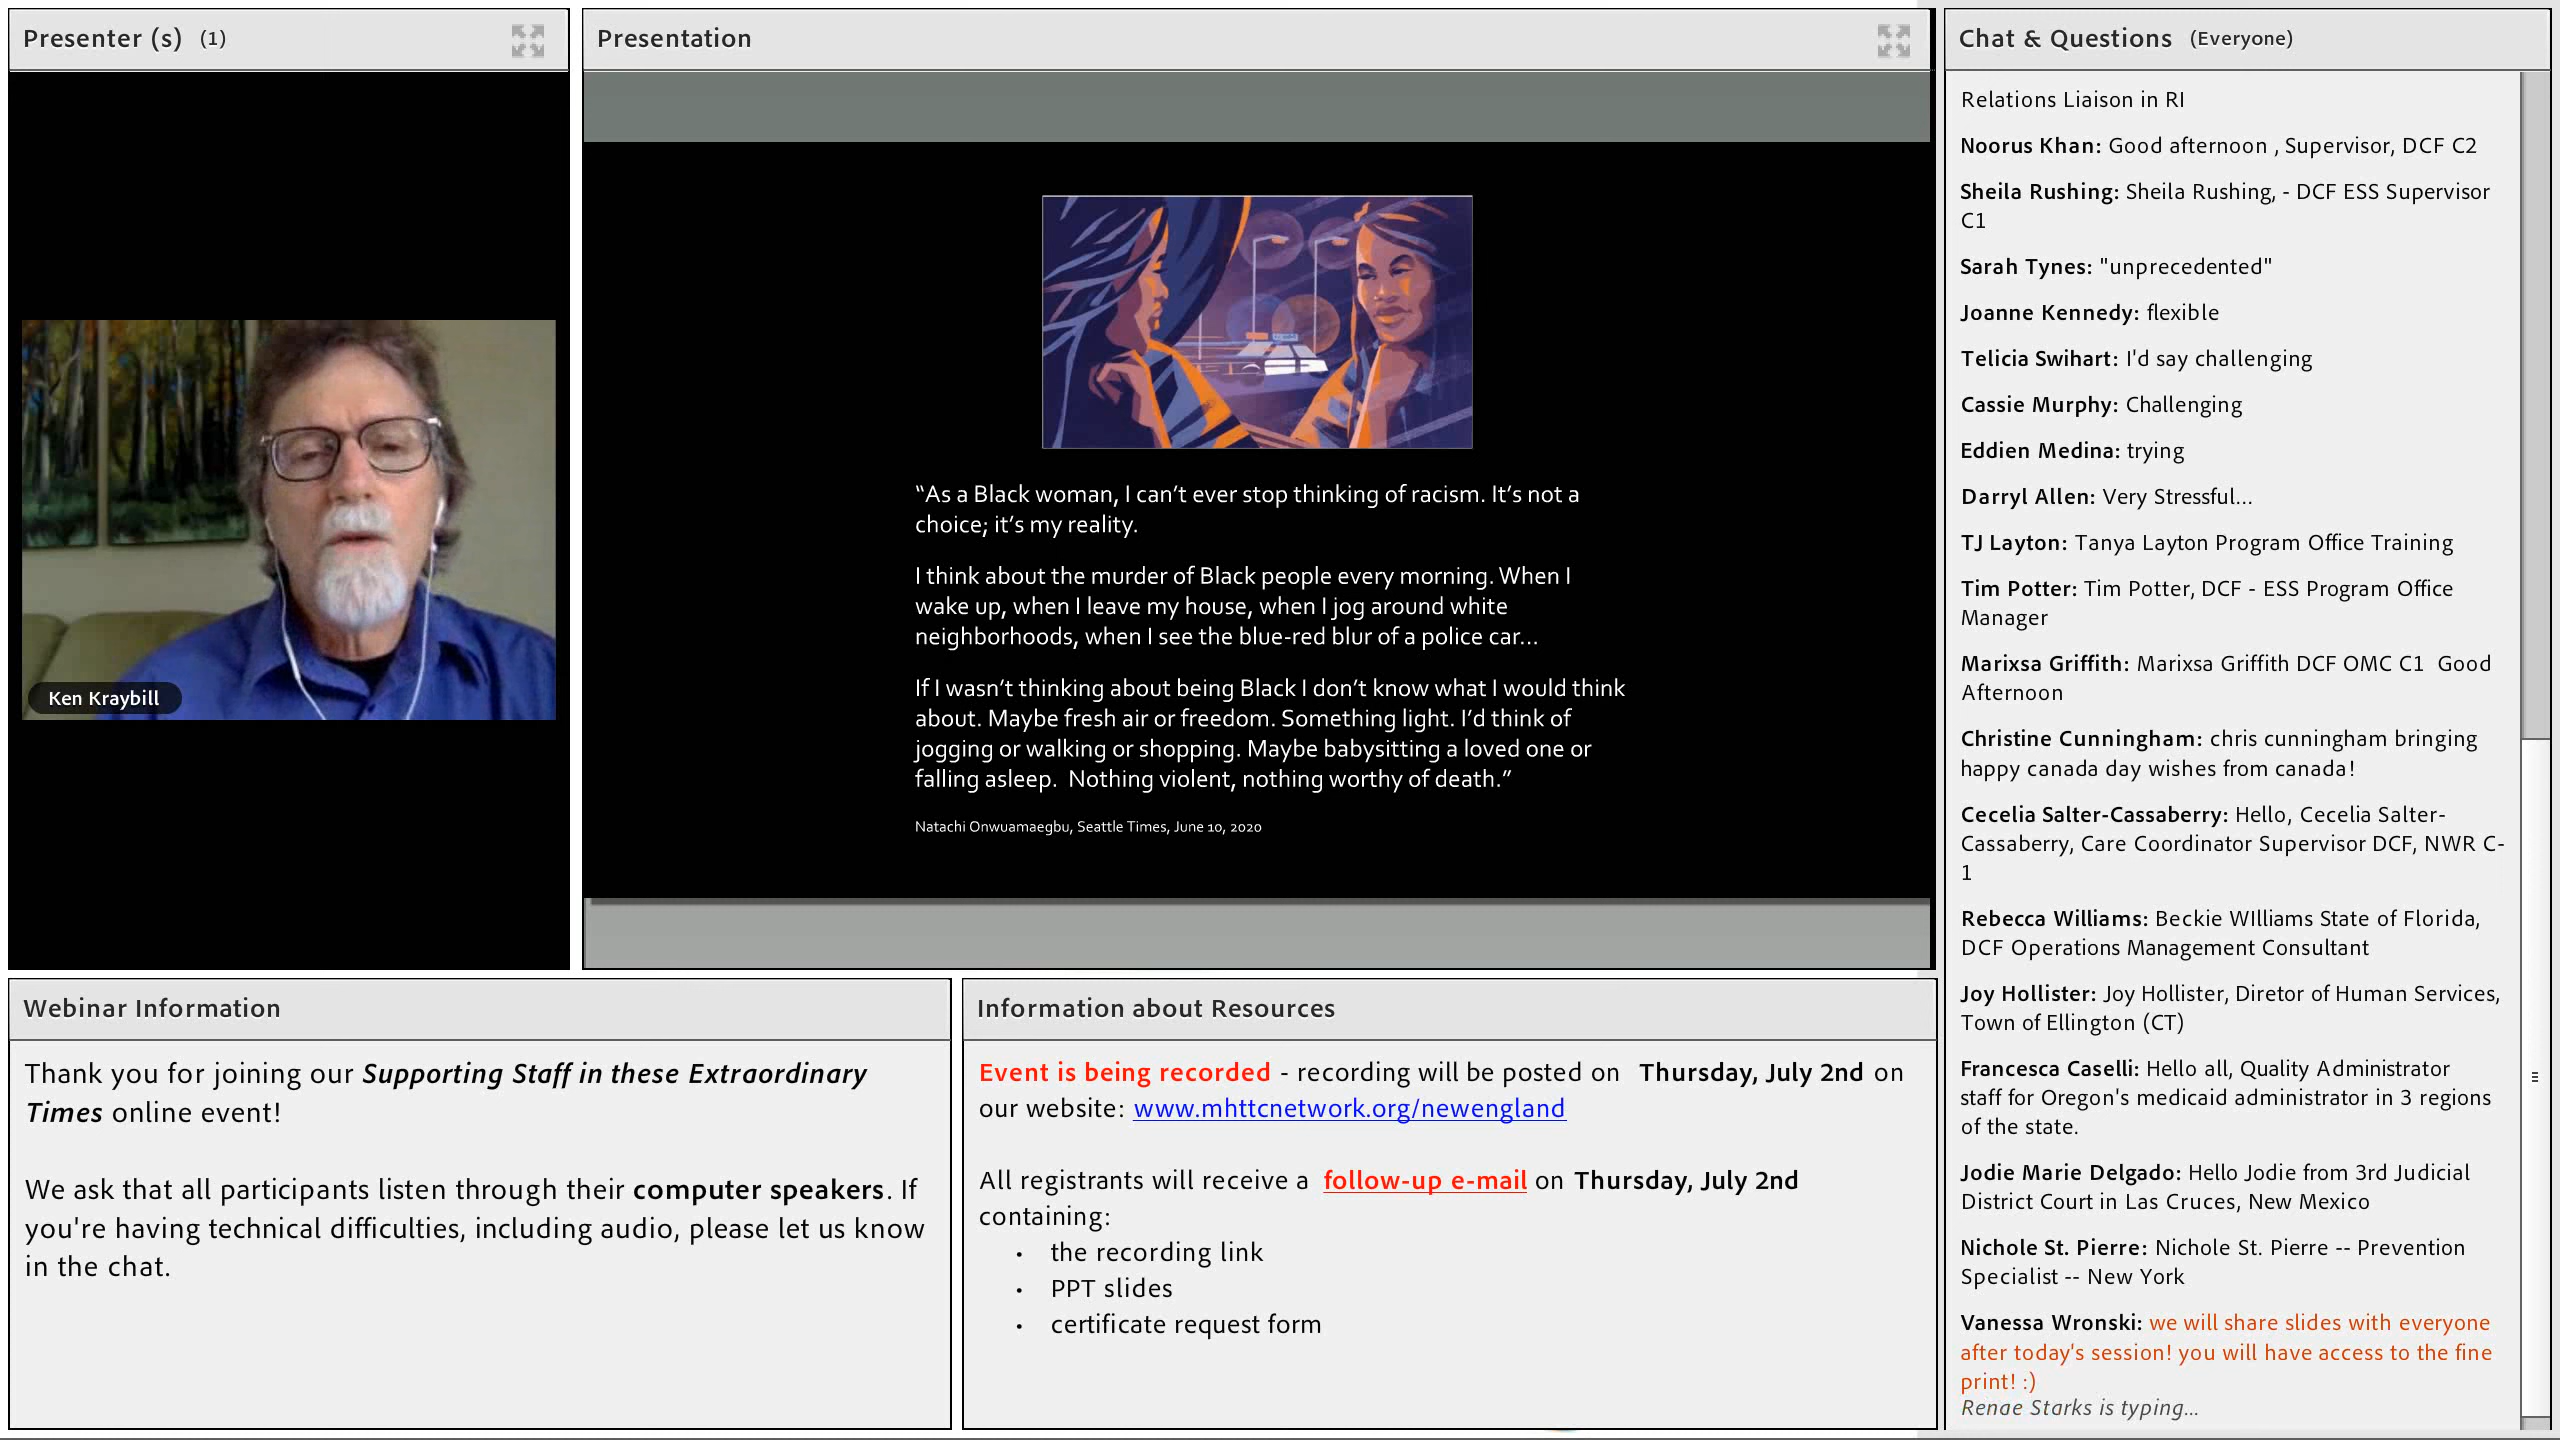 Presenter (s) (1)
Ken Kraybill
Presentation
“As a Black woman, I can’t ever stop thinking of racism. It’s not a
choice; it’s my reality.
I think about the murder of Black people every morning. When I
wake up, when I leave my house, when I jog around white
neighborhoods, when I see the blue-red blur of a police car...
If I wasn’t thinking about being Black I don’t know what I would think
about. Maybe fresh air or freedom. Something light. I’d think of
jogging or walking or shopping. Maybe babysitting a loved one or
falling asleep.  Nothing violent, nothing worthy of death.”
Natachi Onwuamaegbu, Seattle Times, June 10, 2020
Webinar Information
Thank you for joining our Supporting Staff in these Extraordinary
Times online event!
We ask that all participants listen through their computer speakers. If
you're having technical difficulties, including audio, please let us know
in the chat.
Information about Resources
Event is being recorded - recording will be posted on Thursday, July 2nd on
our website: www.mhttcnetwork.org/newengland
All registrants will receive a follow-up e-mail on Thursday, July 2nd
containing:
• the recording link
• PPT slides
• certificate request form
Chat & Questions (Everyone)
Relations Liaison in RI
Noorus Khan: Good afternoon , Supervisor, DCF C2
Sheila Rushing: Sheila Rushing, - DCF ESS Supervisor
C1
Sarah Tynes: "unprecedented"
Joanne Kennedy: flexible
Telicia Swihart: I'd say challenging
Cassie Murphy: Challenging
Eddien Medina: trying
Darryl Allen: Very Stressful...
TJ Layton: Tanya Layton Program Office Training
Tim Potter: Tim Potter, DCF - ESS Program Office
Manager
Marixsa Griffith: Marixsa Griffith DCF OMC C1  Good
Afternoon
Christine Cunningham: chris cunningham bringing
happy canada day wishes from canada!
Cecelia Salter-Cassaberry: Hello, Cecelia Salter-
Cassaberry, Care Coordinator Supervisor DCF, NWR C-
1
Rebecca Williams: Beckie WIlliams State of Florida,
DCF Operations Management Consultant
Joy Hollister: Joy Hollister, Diretor of Human Services,
Town of Ellington (CT)
Francesca Caselli: Hello all, Quality Administrator
staff for Oregon's medicaid administrator in 3 regions
of the state.
Jodie Marie Delgado: Hello Jodie from 3rd Judicial
District Court in Las Cruces, New Mexico
Nichole St. Pierre: Nichole St. Pierre -- Prevention
Specialist -- New York
Vanessa Wronski: we will share slides with everyone
after today's session! you will have access to the fine
print! :)
Renae Starks is typing...